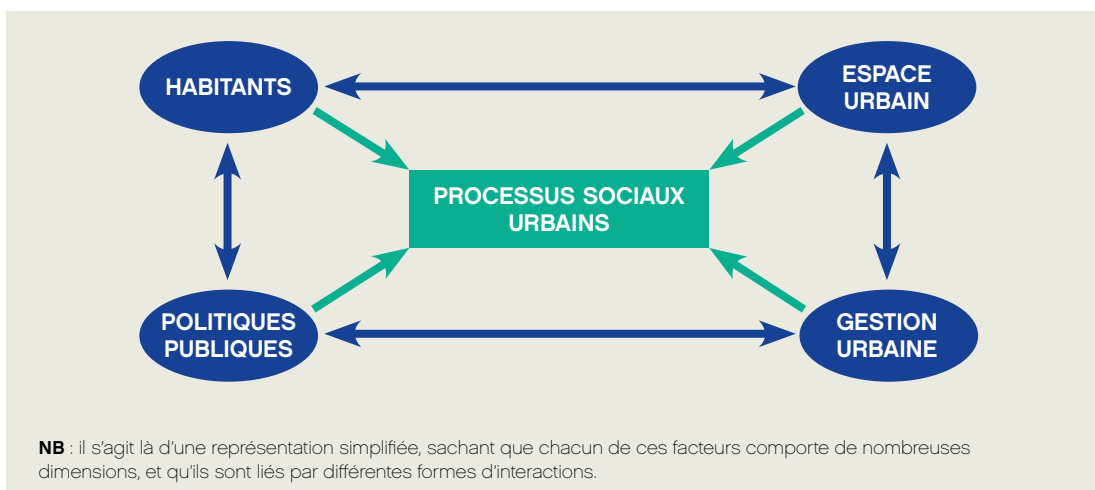 HABITANTS
ESPACE
URBAIN
PROCESSUS SOCIAUX
URBAINS
POLITIQUES
PUBLIQUES
GESTION
URBAINE
NB : il s’agit là d’une représentation simplifiée, sachant que chacun de ces facteurs comporte de nombreuses
dimensions, et qu’ils sont liés par différentes formes d’interactions.